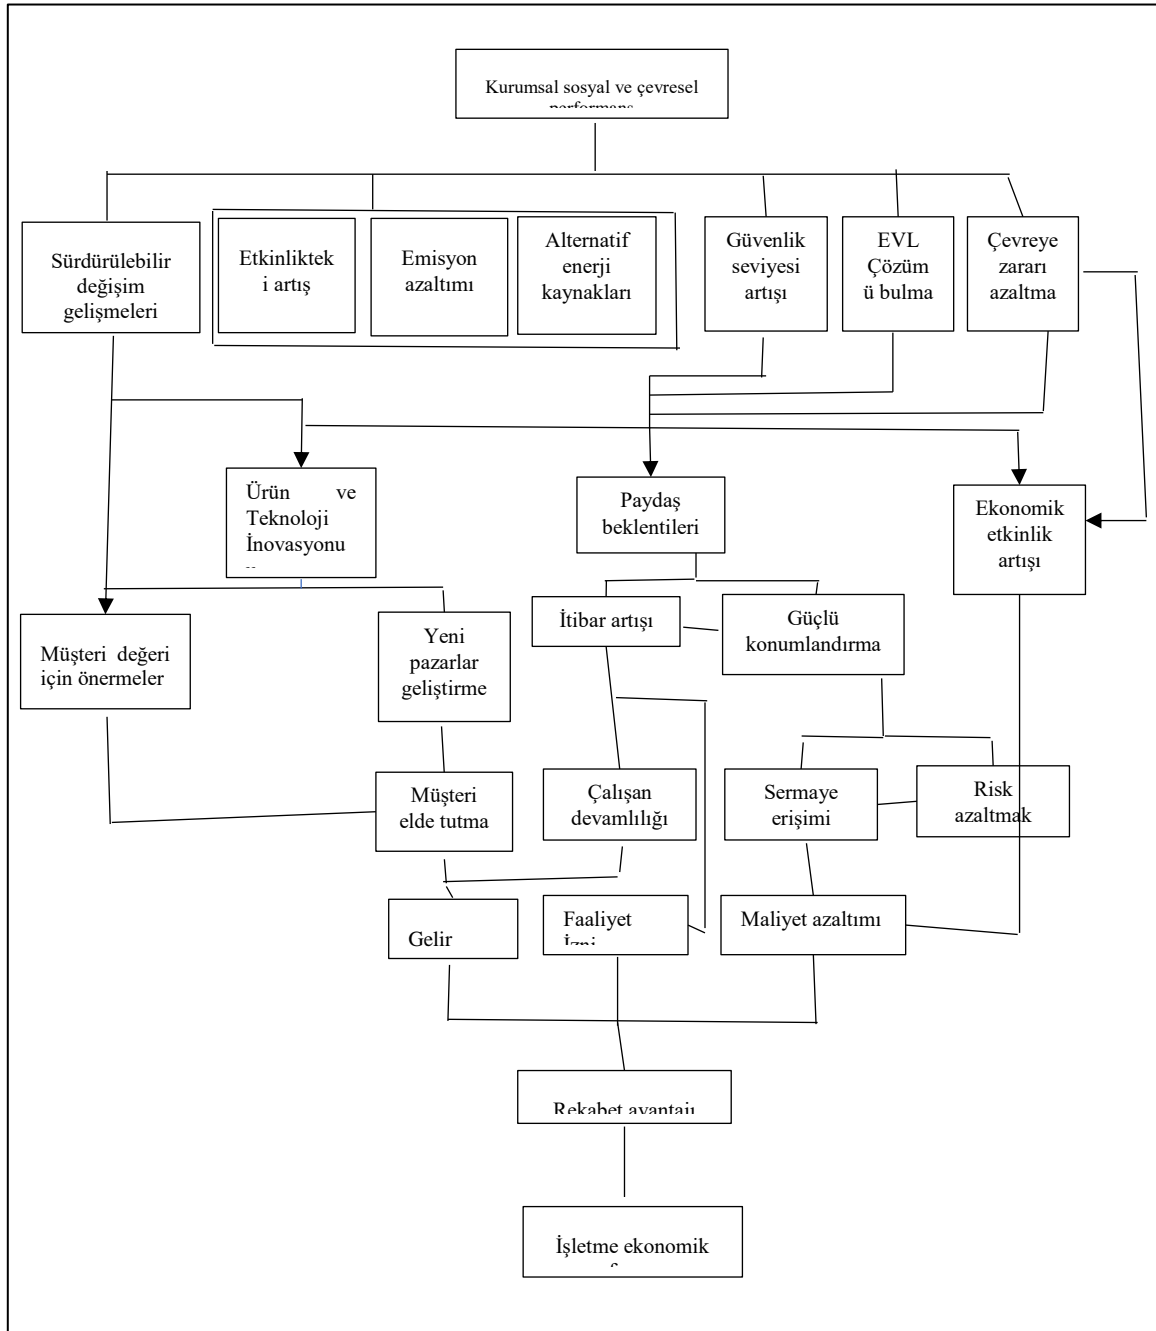 Kurumsal sosyal ve çevresel
performans
Sürdürülebilir
değişim
gelişmeleri
Etkinliktek
i artış
Emisyon
azaltımı
Alternatif
enerji
kaynakları
Güvenlik
seviyesi
artışı
EVL
Çözüm
ü bulma
Çevreye
zararı
azaltma
Ürün ve
Teknoloji
İnovasyonu
Paydaş
beklentileri
Ekonomik
etkinlik
artışı
Müşteri değeri
için önermeler
Yeni
pazarlar
geliştirme
İtibar artışı
Güçlü
konumlandırma
Müşteri
elde tutma
Çalışan
devamlılığı
Sermaye
erişimi
Risk
azaltmak
Gelir
Faaliyet
İzni
Maliyet azaltımı
Rekabet avantajı
İşletme ekonomik